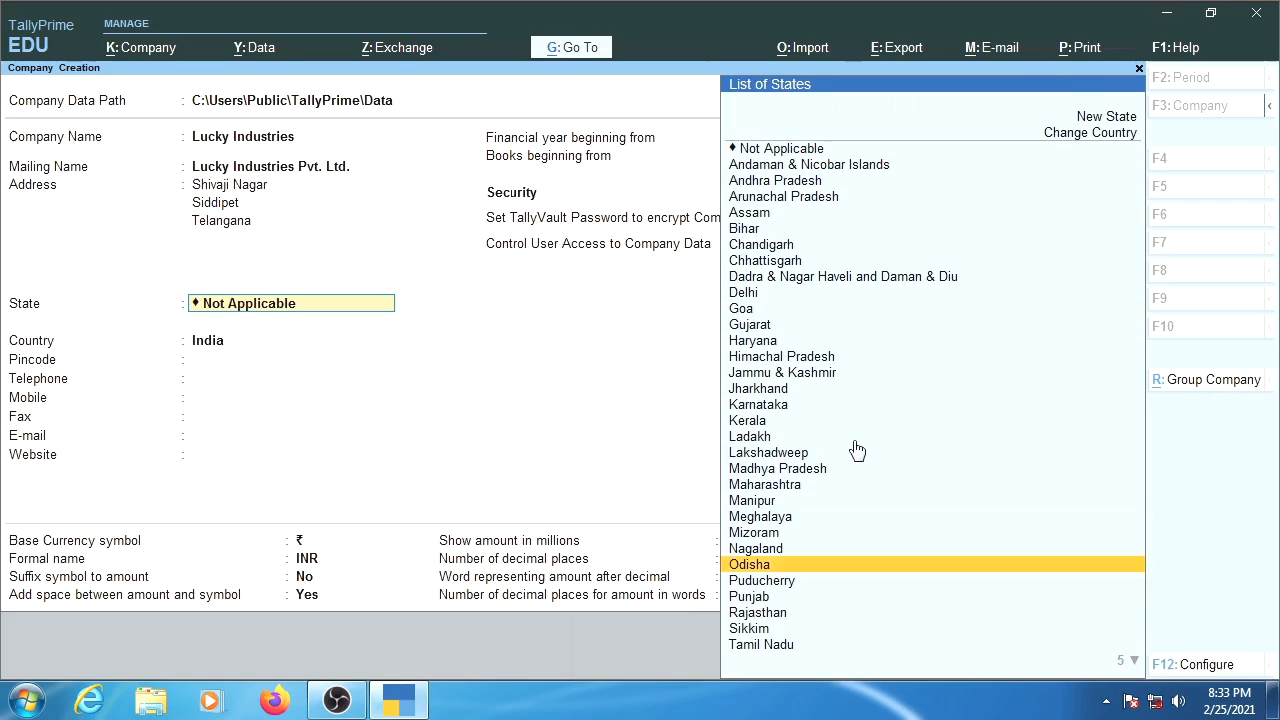 TallyPrime
EDU
MANAGE
K: Company
Y: Data
Z: Exchange
G: Go To
O: Import
E: Export
M: E-mail
P: Print
F1: Help
Company Creation
Company Data Path : C:\Users\Public\TallyPrime\Data
Company Name : Lucky Industries
Mailing Name : Lucky Industries Pvt. Ltd.
Address : Shivaji Nagar
Siddipet
Telangana
State : ♦ Not Applicable
Country : India
Pincode :
Telephone :
Mobile :
Fax :
E-mail :
Website :
Financial year beginning from
Books beginning from
Security
Set TallyVault Password to encrypt Com
Control User Access to Company Data
Base Currency symbol : ₹
Formal name : INR
Suffix symbol to amount : No
Add space between amount and symbol : Yes
Show amount in millions :
Number of decimal places :
Word representing amount after decimal :
Number of decimal places for amount in words :
List of States
New State
Change Country
♦ Not Applicable
Andaman & Nicobar Islands
Andhra Pradesh
Arunachal Pradesh
Assam
Bihar
Chandigarh
Chhattisgarh
Dadra & Nagar Haveli and Daman & Diu
Delhi
Goa
Gujarat
Haryana
Himachal Pradesh
Jammu & Kashmir
Jharkhand
Karnataka
Kerala
Ladakh
Lakshadweep
Madhya Pradesh
Maharashtra
Manipur
Meghalaya
Mizoram
Nagaland
Odisha
Puducherry
Punjab
Rajasthan
Sikkim
Tamil Nadu
5 ▼
F2: Period
F3: Company
F4
F5
F6
F7
F8
F9
F10
R: Group Company
F12: Configure
8:33 PM
2/25/2021